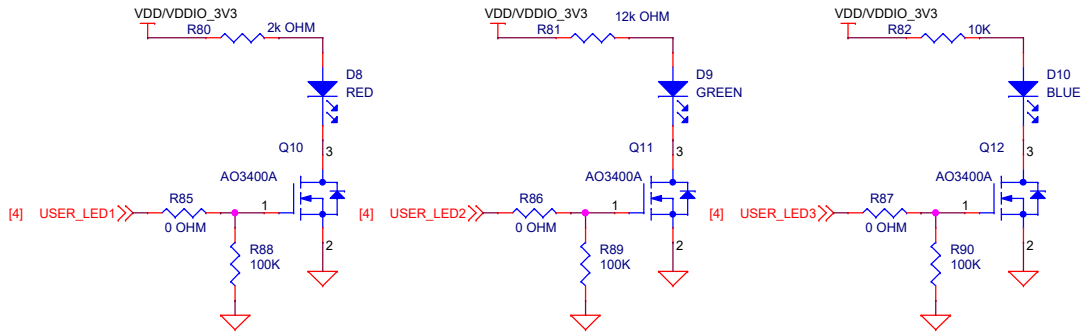 VDD/VDDIO_3V3
R80
2k OHM
D8
RED
Q10
3
AO3400A
[4] USER_LED1
R85
0 OHM
1
2
R88
100K
VDD/VDDIO_3V3
R81
12k OHM
D9
GREEN
Q11
3
AO3400A
[4] USER_LED2
R86
0 OHM
1
2
R89
100K
VDD/VDDIO_3V3
R82
10K
D10
BLUE
Q12
3
AO3400A
[4] USER_LED3
R87
0 OHM
1
2
R90
100K